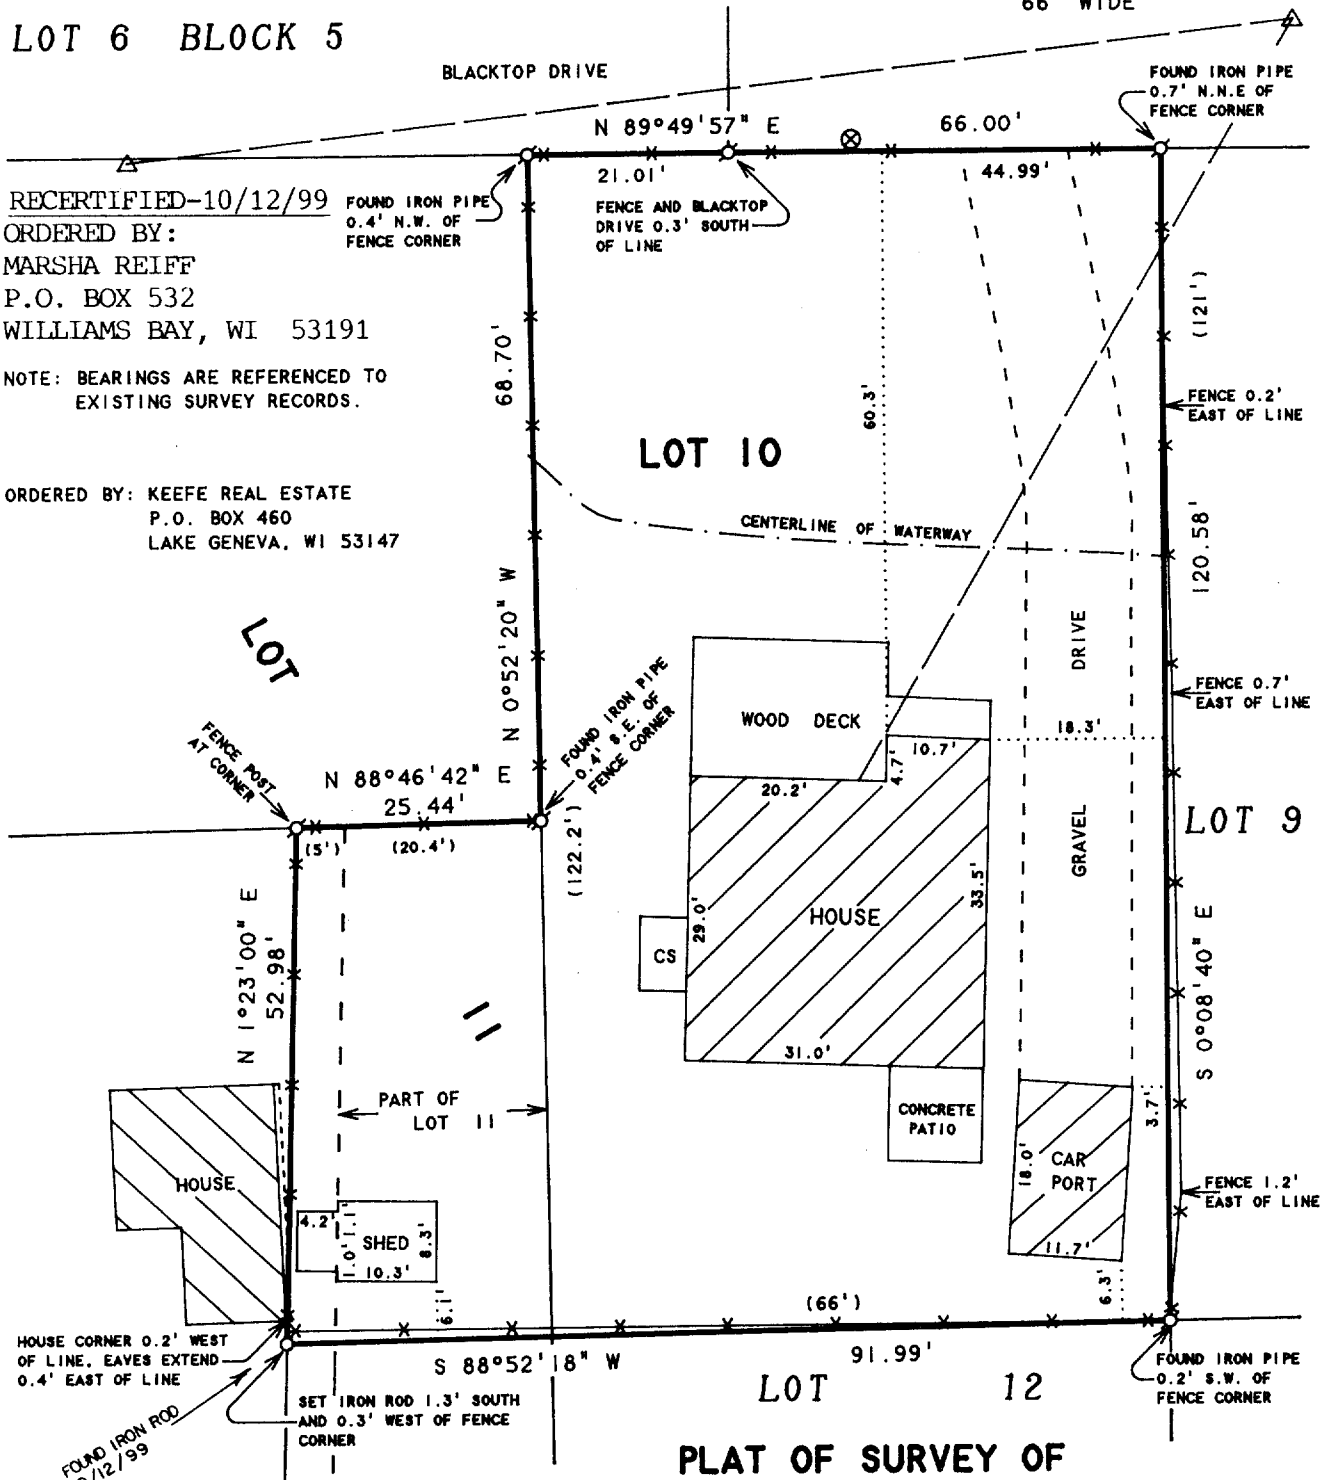 66' WIDE
LOT 6 BLOCK 5
BLACKTOP DRIVE
FOUND IRON PIPE
0.7' N.N.E OF
FENCE CORNER
N 89°49'57" E
66.00'
21.01'
44.99'
RECERTIFIED-10/12/99
ORDERED BY:
MARSHA REIFF
P.O. BOX 532
WILLIAMS BAY, WI 53191
FOUND IRON PIPE
0.4' N.W. OF
FENCE CORNER
FENCE AND BLACKTOP
DRIVE 0.3' SOUTH
OF LINE
(121')
68.70'
NOTE: BEARINGS ARE REFERENCED TO
EXISTING SURVEY RECORDS.
60.3'
FENCE 0.2'
EAST OF LINE
LOT 10
ORDERED BY: KEEFE REAL ESTATE
P.O. BOX 460
LAKE GENEVA, WI 53147
CENTERLINE OF WATERWAY
120.58'
N 0°52'20" W
LOT
DRIVE
FENCE 0.7'
EAST OF LINE
WOOD DECK
18.3'
10.7'
4.7'
20.2'
FENCE POST
AT CORNER
FOUND IRON PIPE
0.4' S.E. OF
FENCE CORNER
N 88°46'42" E
25.44'
(5')
(20.4')
(122.2')
GRAVEL
LOT 9
HOUSE
33.5'
29.0'
CS
N 1°23'00" E
52.98'
S 0°08'40" E
11
31.0'
PART OF
LOT 11
CONCRETE
PATIO
3.7'
18.0'
CAR
PORT
11.7'
FENCE 1.2'
EAST OF LINE
HOUSE
4.2'
1.1'
1.0'
SHED
8.3'
10.3'
6.1'
6.3'
(66')
HOUSE CORNER 0.2' WEST
OF LINE, EAVES EXTEND
0.4' EAST OF LINE
S 88°52'18" W
91.99'
FOUND IRON PIPE
0.2' S.W. OF
FENCE CORNER
LOT 12
SET IRON ROD 1.3' SOUTH
AND 0.3' WEST OF FENCE
CORNER
FOUND IRON ROD
/12/99
PLAT OF SURVEY OF